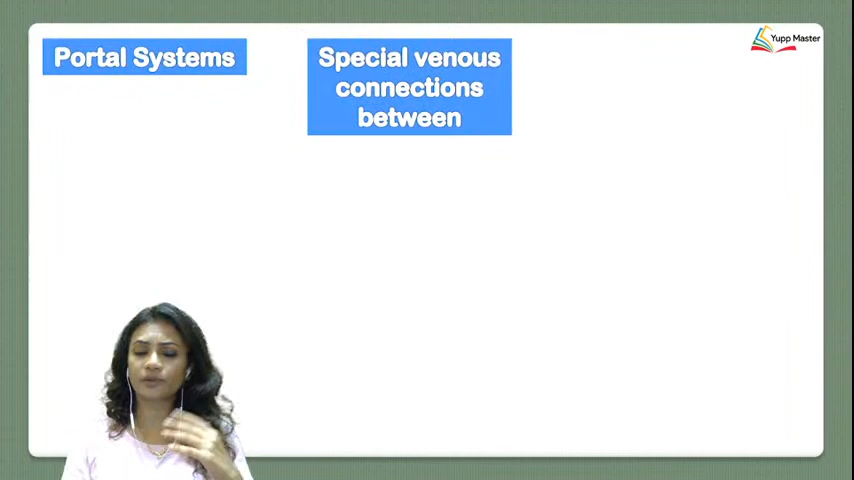 Portal Systems
Special venous
connections
between
Yupp Master